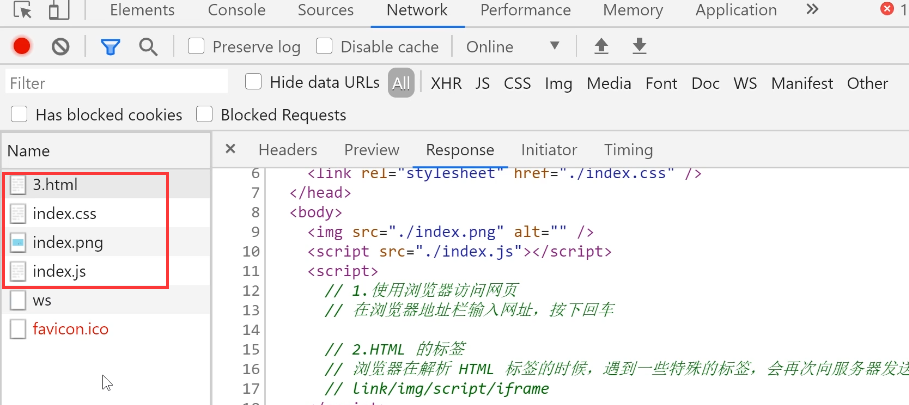 Elements Console Sources Network Performance Memory Application » 1
Preserve log Disable cache Online ▼
Filter Hide data URLs All XHR JS CSS Img Media Font Doc WS Manifest Other
Has blocked cookies Blocked Requests
Name
3.html
index.css
index.png
index.js
ws
favicon.ico
× Headers Preview Response Initiator Timing
6 <link rel="stylesheet" href="./index.css" />
7 </head>
8 <body>
9 <img src="./index.png" alt="" />
10 <script src="./index.js"></script>
11 <script>
12 // 1.使用浏览器访问网页
13 // 在浏览器地址栏输入网址，按下回车
14
15 // 2.HTML 的标签
16 // 浏览器在解析 HTML 标签的时候，遇到一些特殊的标签，会再次向服务器发送
17 // link/img/script/iframe